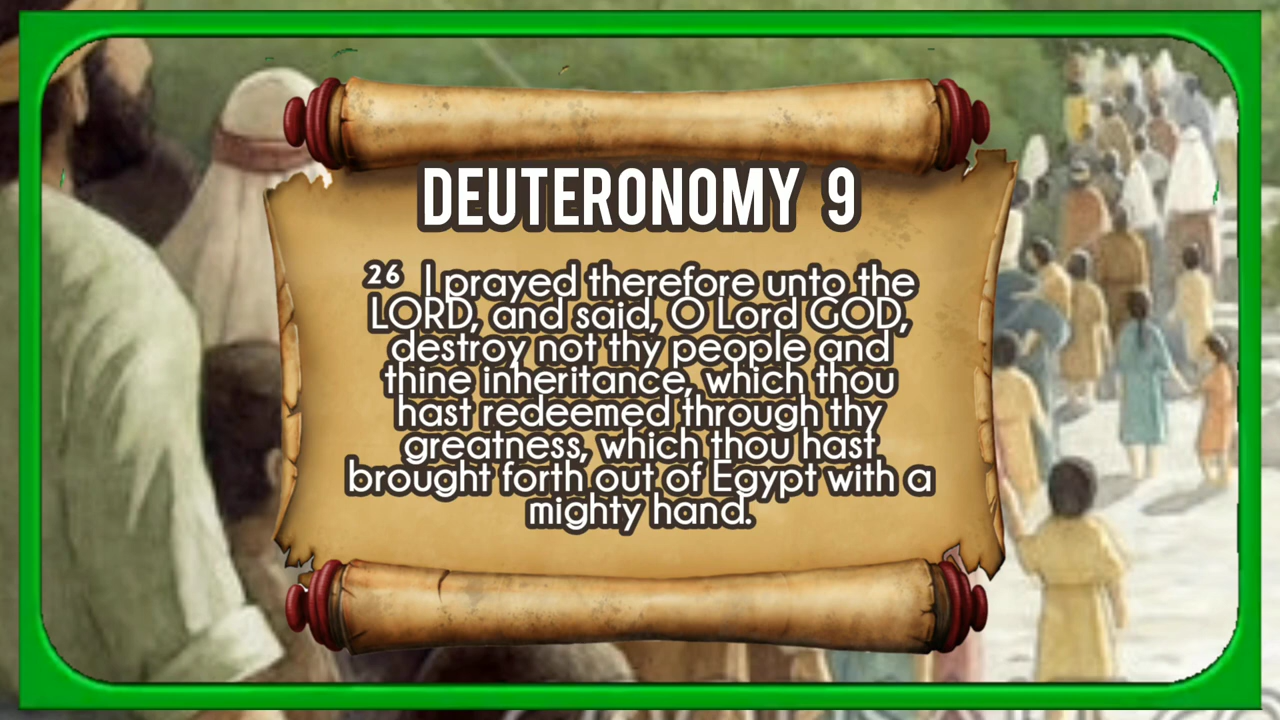 DEUTERONOMY 9
26 I prayed therefore unto the
LORD, and said, O Lord GOD,
destroy not thy people and
thine inheritance, which thou
hast redeemed through thy
greatness, which thou hast
brought forth out of Egypt with a
mighty hand.